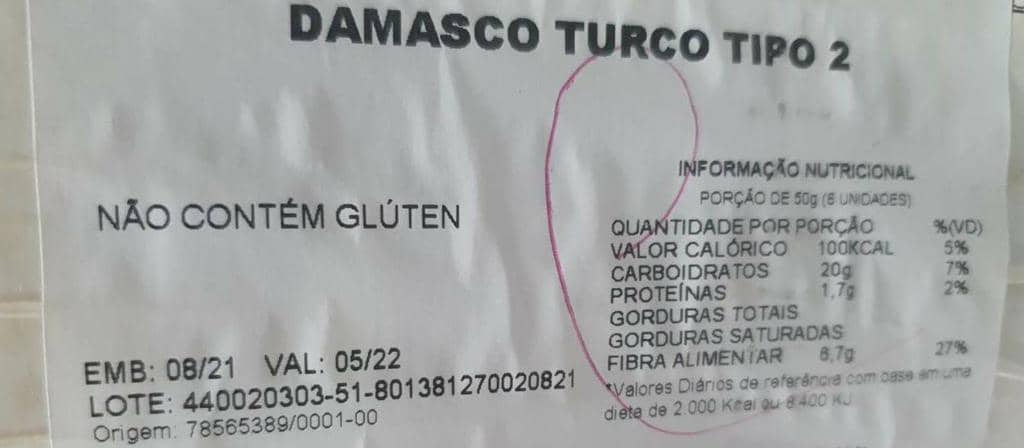 DAMASCO TURCO TIPO 2
NÃO CONTÉM GLÚTEN
EMB: 08/21 VAL: 05/22
LOTE: 440020303-51-801381270020821
Origem: 78565389/0001-00
INFORMAÇÃO NUTRICIONAL
PORÇÃO DE 50g (6 UNIDADES)
QUANTIDADE POR PORÇÃO %(VD)
VALOR CALÓRICO 100KCAL 5%
CARBOIDRATOS 20g 7%
PROTEÍNAS 1,7g 2%
GORDURAS TOTAIS
GORDURAS SATURADAS
FIBRA ALIMENTAR 6,7g 27%
*Valores Diários de referência com base em uma
dieta de 2.000 Kcal ou 8.400 KJ